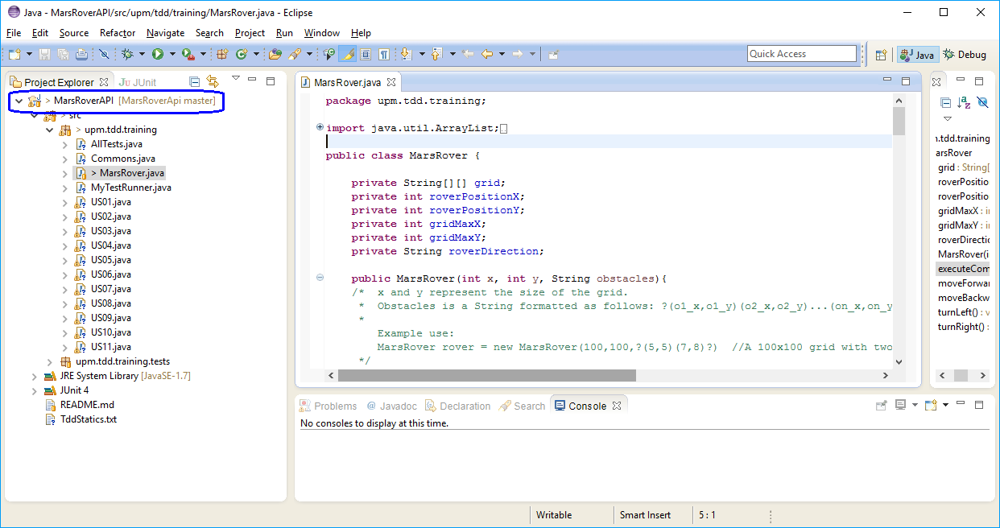 Java - MarsRoverAPI/src/upm/tdd/training/MarsRover.java - Eclipse
File Edit Source Refactor Navigate Search Project Run Window Help
Quick Access Java Debug
Project Explorer JUnit
> MarsRoverAPI [MarsRoverApi master]
> src
> upm.tdd.training
AllTests.java
Commons.java
> MarsRover.java
MyTestRunner.java
US01.java
US02.java
US03.java
US04.java
US05.java
US06.java
US07.java
US08.java
US09.java
US10.java
US11.java
upm.tdd.training.tests
JRE System Library [JavaSE-1.7]
JUnit 4
README.md
TddStatics.txt
MarsRover.java
package upm.tdd.training;
import java.util.ArrayList;
public class MarsRover {
private String[][] grid;
private int roverPositionX;
private int roverPositionY;
private int gridMaxX;
private int gridMaxY;
private String roverDirection;
public MarsRover(int x, int y, String obstacles){
/* x and y represent the size of the grid.
* Obstacles is a String formatted as follows: ?(o1_x,o1_y)(o2_x,o2_y)...(on_x,on_y
*
Example use:
MarsRover rover = new MarsRover(100,100,?(5,5)(7,8)?) //A 100x100 grid with two
*/
ı.tdd.training
arsRover
grid : String[
roverPositio
roverPositio
gridMaxX : in
gridMaxY : in
roverDirectio
MarsRover(i
executeCom
moveForwar
moveBackw
turnLeft() : v
turnRight() :
Problems @ Javadoc Declaration Search Console
No consoles to display at this time.
Writable Smart Insert 5 : 1